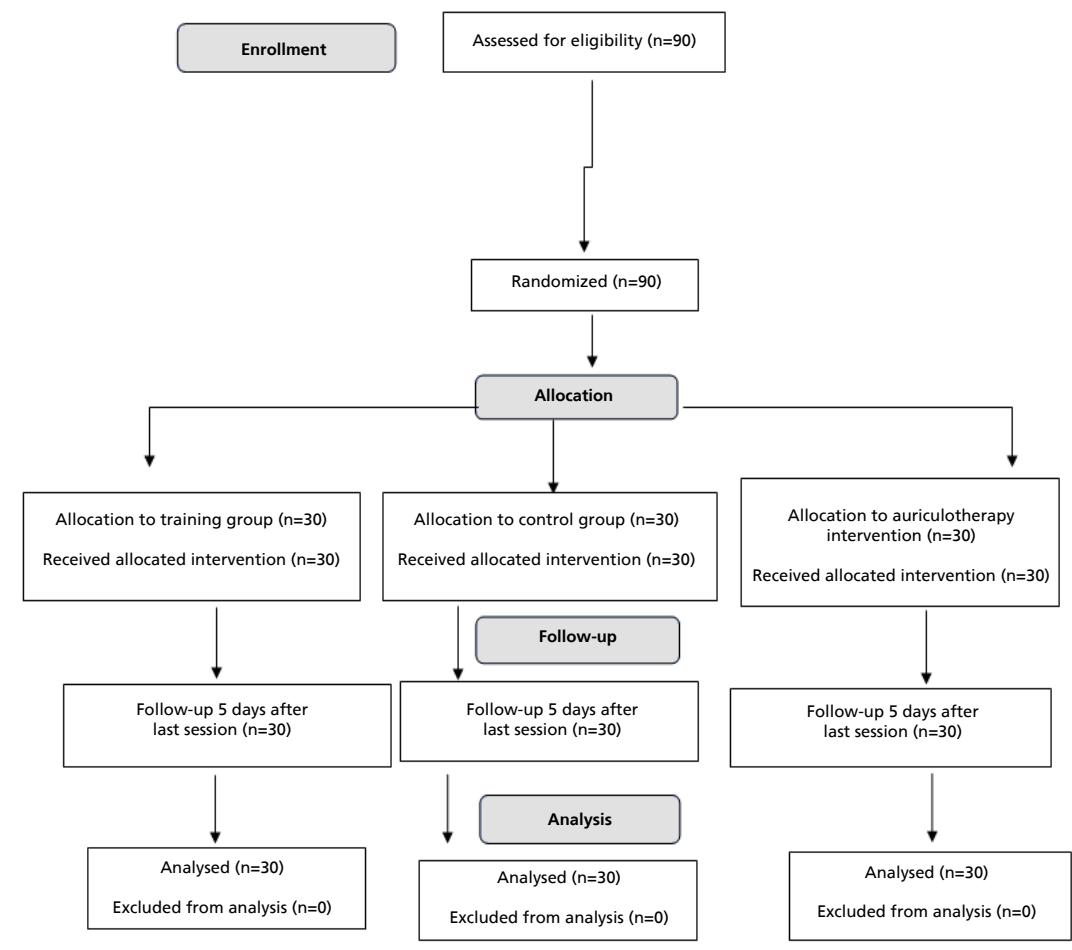 Enrollment
Assessed for eligibility (n=90)
Randomized (n=90)
Allocation
Allocation to training group (n=30)
Received allocated intervention (n=30)
Allocation to control group (n=30)
Received allocated intervention (n=30)
Allocation to auriculotherapy
intervention (n=30)
Received allocated intervention (n=30)
Follow-up
Follow-up 5 days after
last session (n=30)
Follow-up 5 days after
last session (n=30)
Follow-up 5 days after
last session (n=30)
Analysis
Analysed (n=30)
Excluded from analysis (n=0)
Analysed (n=30)
Excluded from analysis (n=0)
Analysed (n=30)
Excluded from analysis (n=0)